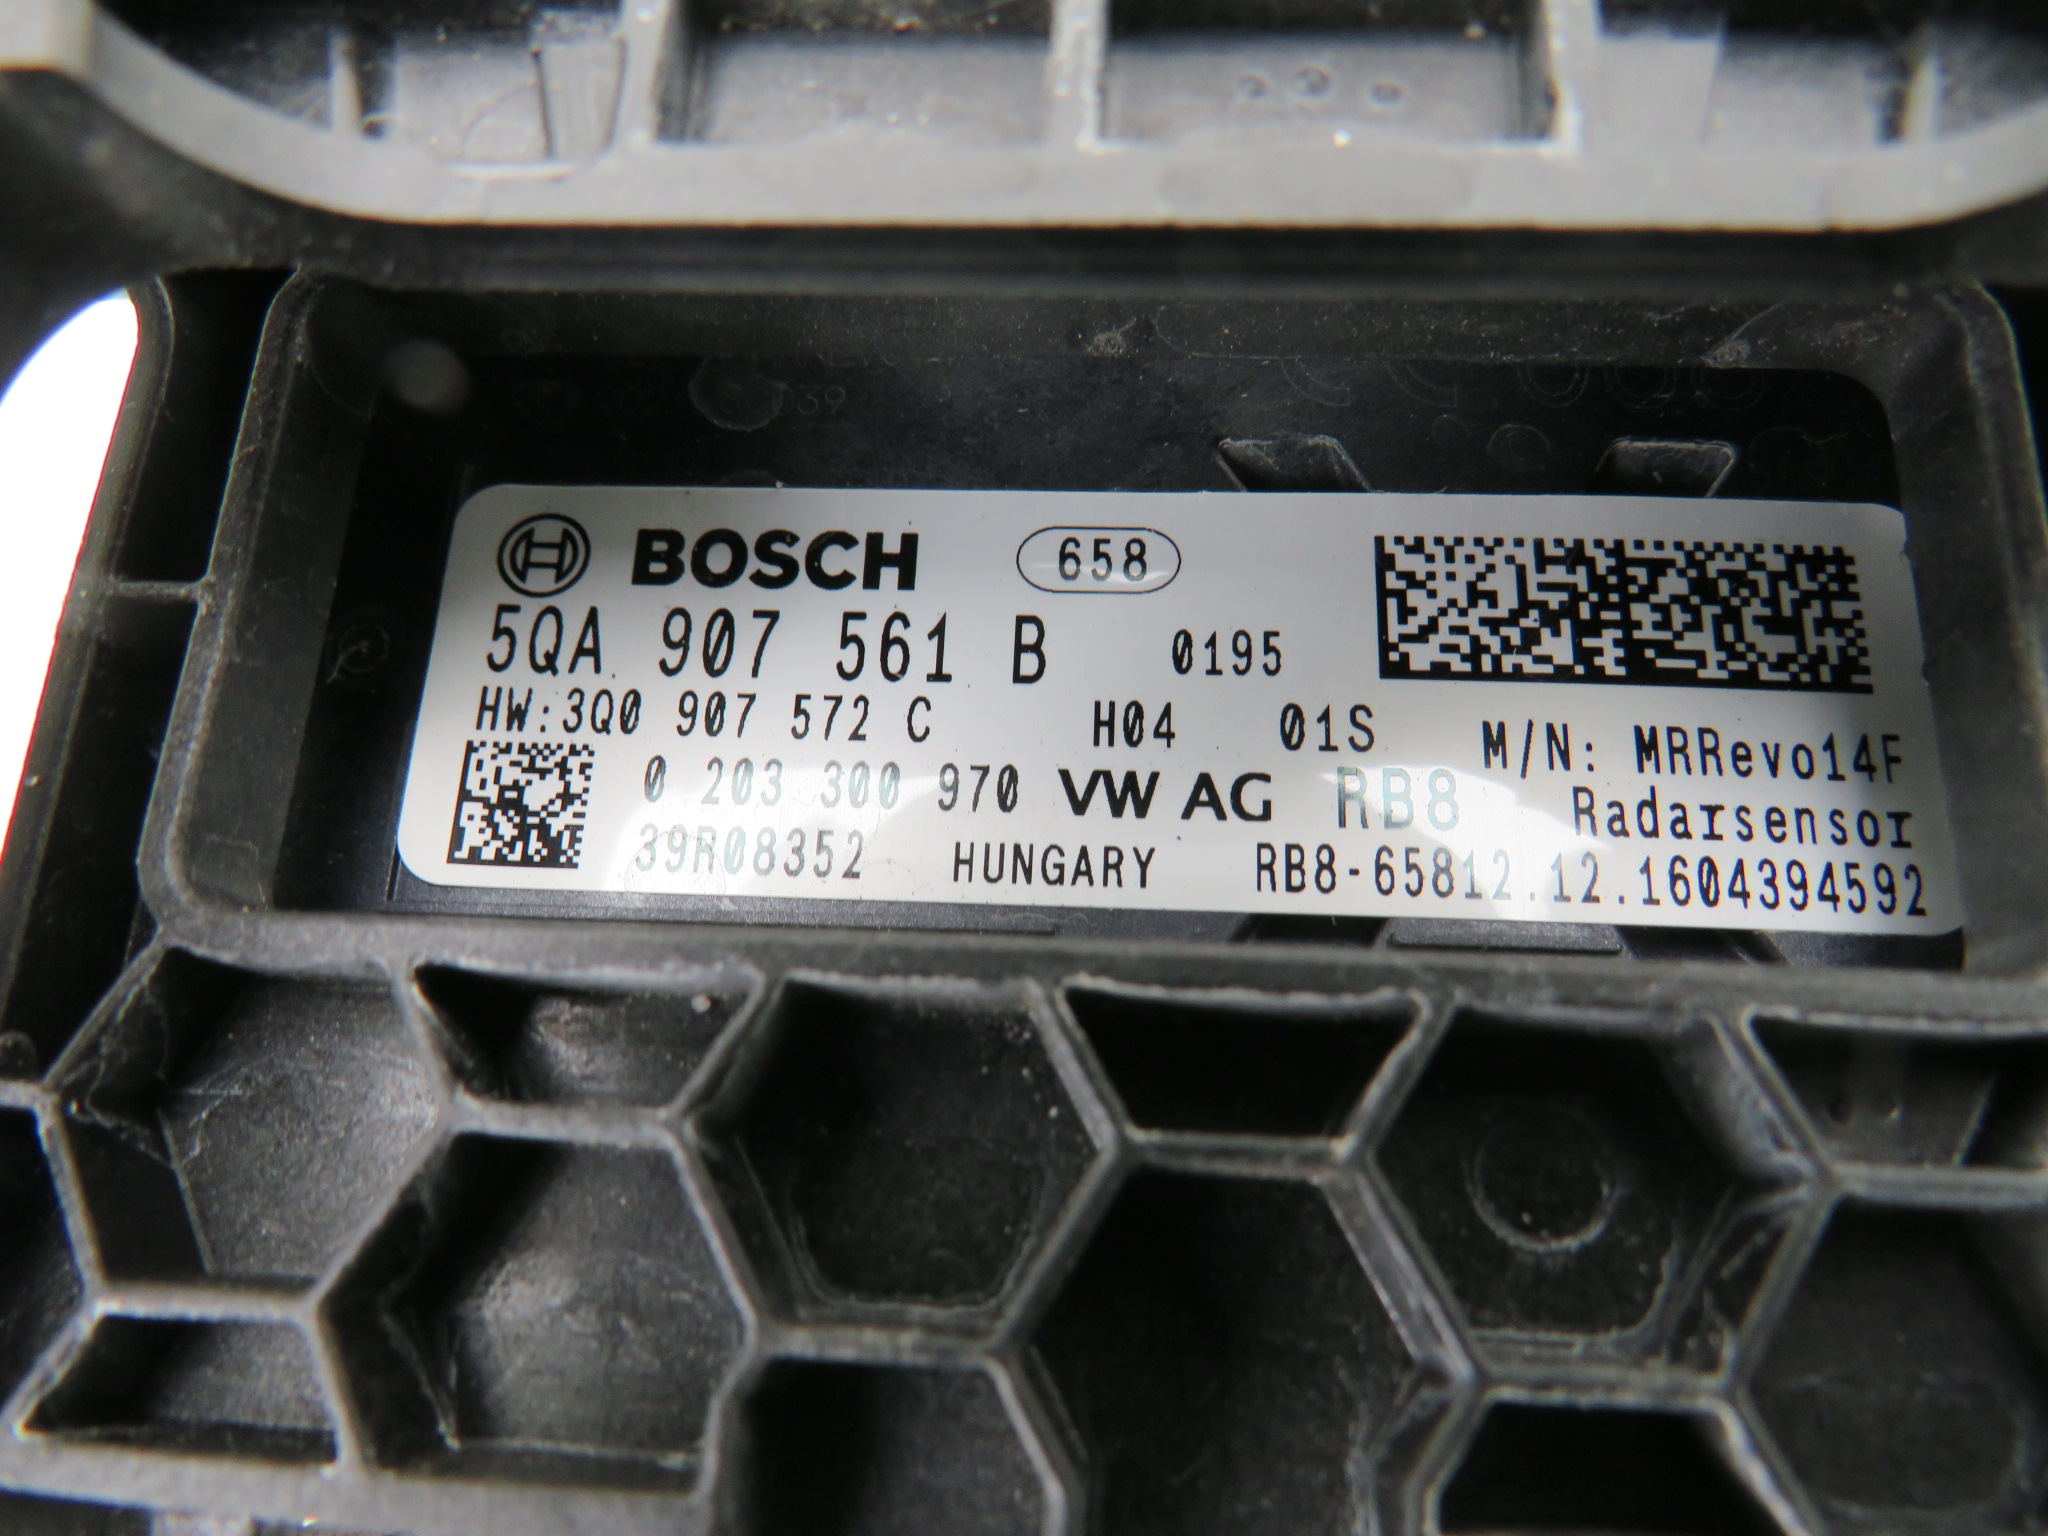 BOSCH 658
5QA 907 561 B 0195
HW:3Q0 907 572 C H04 01S M/N: MRRevo14F
0 203 300 970 VW AG RB8 Radarsensor
39R08352 HUNGARY RB8-65812.12.1604394592